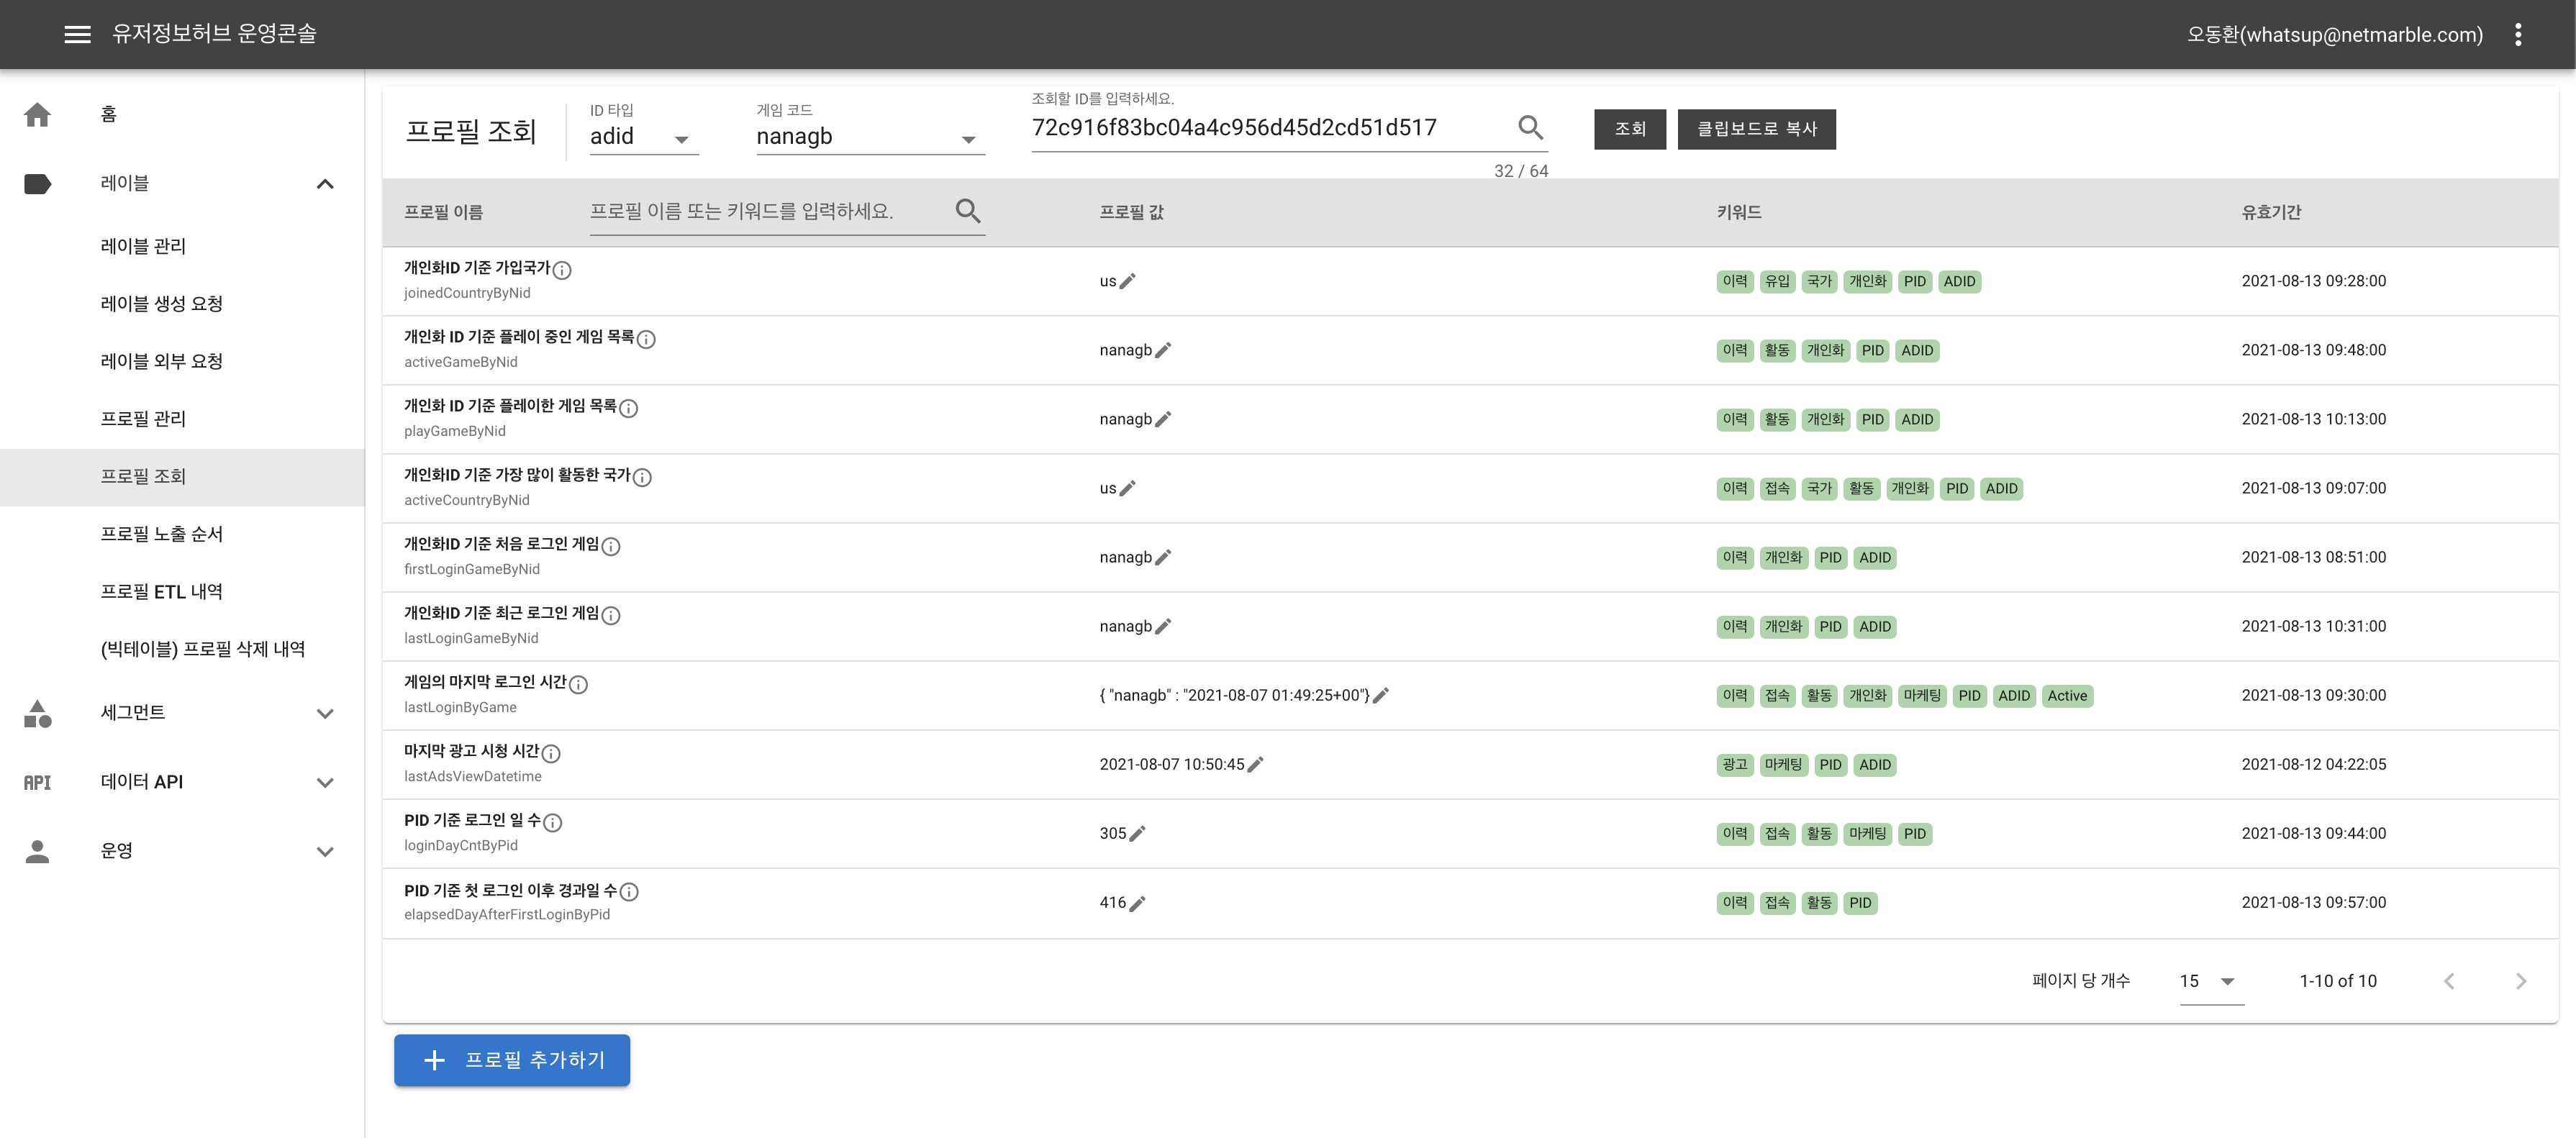 유저정보허브 운영콘솔
오동환(whatsup@netmarble.com)
홈
레이블
레이블 관리
레이블 생성 요청
레이블 외부 요청
프로필 관리
프로필 조회
프로필 노출 순서
프로필 ETL 내역
(빅테이블) 프로필 삭제 내역
세그먼트
API 데이터 API
운영
프로필 조회
ID 타입
adid
게임 코드
nanagb
조회할 ID를 입력하세요.
72c916f83bc04a4c956d45d2cd51d517
32 / 64
조회
클립보드로 복사
프로필 이름 프로필 이름 또는 키워드를 입력하세요. 프로필 값 키워드 유효기간
개인화ID 기준 가입국가
joinedCountryByNid
us
이력 유입 국가 개인화 PID ADID
2021-08-13 09:28:00
개인화 ID 기준 플레이 중인 게임 목록
activeGameByNid
nanagb
이력 활동 개인화 PID ADID
2021-08-13 09:48:00
개인화 ID 기준 플레이한 게임 목록
playGameByNid
nanagb
이력 활동 개인화 PID ADID
2021-08-13 10:13:00
개인화ID 기준 가장 많이 활동한 국가
activeCountryByNid
us
이력 접속 국가 활동 개인화 PID ADID
2021-08-13 09:07:00
개인화ID 기준 처음 로그인 게임
firstLoginGameByNid
nanagb
이력 개인화 PID ADID
2021-08-13 08:51:00
개인화ID 기준 최근 로그인 게임
lastLoginGameByNid
nanagb
이력 개인화 PID ADID
2021-08-13 10:31:00
게임의 마지막 로그인 시간
lastLoginByGame
{ "nanagb" : "2021-08-07 01:49:25+00"}
이력 접속 활동 개인화 마케팅 PID ADID Active
2021-08-13 09:30:00
마지막 광고 시청 시간
lastAdsViewDatetime
2021-08-07 10:50:45
광고 마케팅 PID ADID
2021-08-12 04:22:05
PID 기준 로그인 일 수
loginDayCntByPid
305
이력 접속 활동 마케팅 PID
2021-08-13 09:44:00
PID 기준 첫 로그인 이후 경과일 수
elapsedDayAfterFirstLoginByPid
416
이력 접속 활동 PID
2021-08-13 09:57:00
페이지 당 개수 15 1-10 of 10
프로필 추가하기